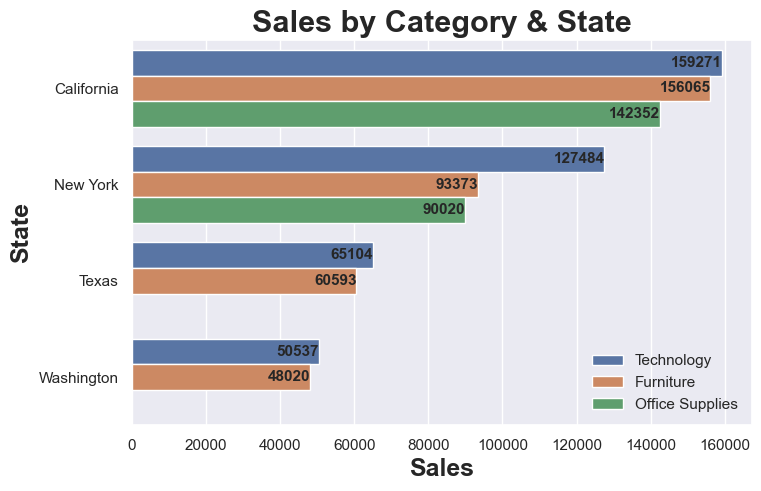 Sales by Category & State
State
California
159271
156065
142352
New York
127484
93373
90020
Texas
65104
60593
Washington
50537
48020
Technology
Furniture
Office Supplies
0 20000 40000 60000 80000 100000 120000 140000 160000
Sales